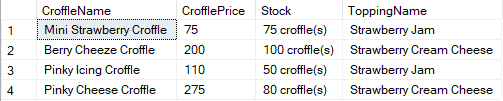 CroffleName CrofflePrice Stock ToppingName
1 Mini Strawberry Croffle 75 75 croffle(s) Strawberry Jam
2 Berry Cheeze Croffle 200 100 croffle(s) Strawberry Cream Cheese
3 Pinky Icing Croffle 110 50 croffle(s) Strawberry Jam
4 Pinky Cheese Croffle 275 80 croffle(s) Strawberry Cream Cheese